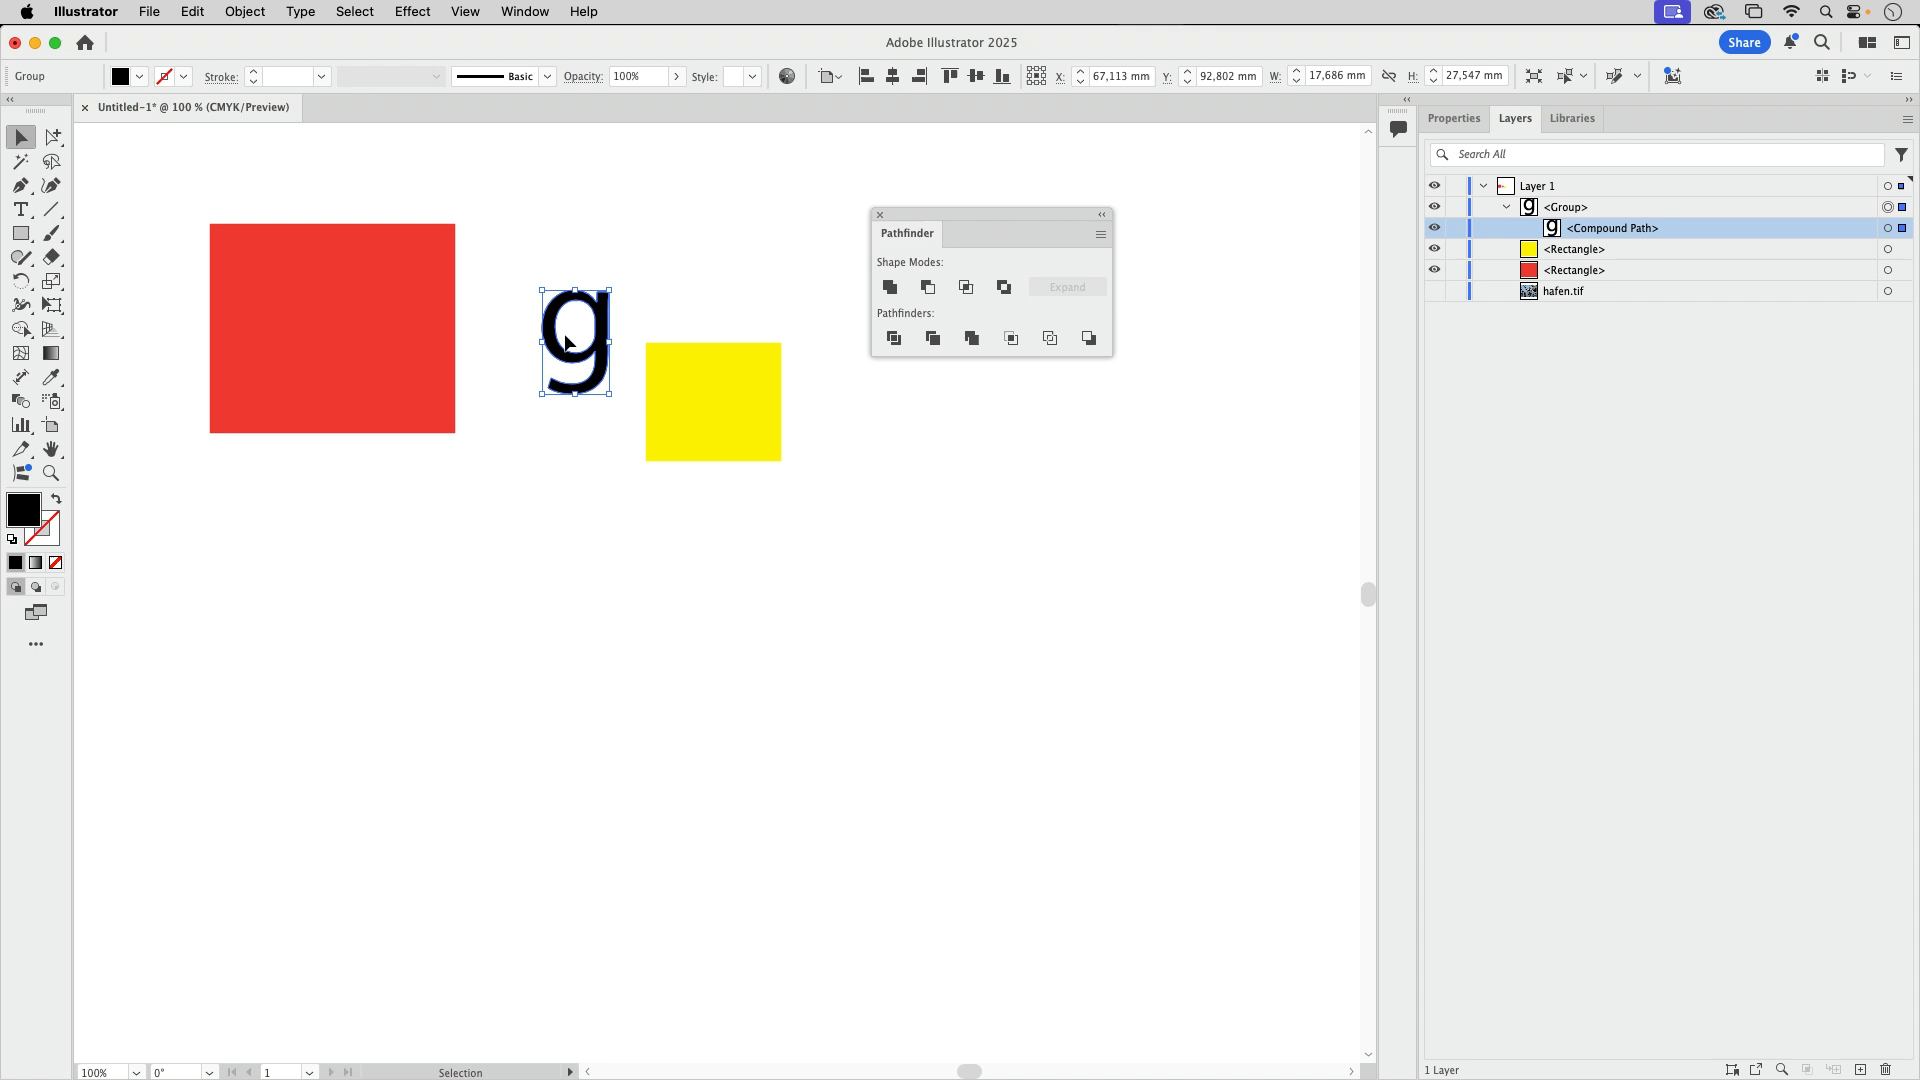 Illustrator File Edit Object Type Select Effect View Window Help
Adobe Illustrator 2025
Share
Group Stroke: Basic Opacity: 100% Style: X: 67,113 mm Y: 92,802 mm W: 17,686 mm H: 27,547 mm
× Untitled-1* @ 100 % (CMYK/Preview)
Properties Layers Libraries
Search All
Layer 1
<Group>
<Compound Path>
<Rectangle>
<Rectangle>
hafen.tif
Pathfinder
Shape Modes:
Expand
Pathfinders:
g
100% 0° 1 Selection
1 Layer